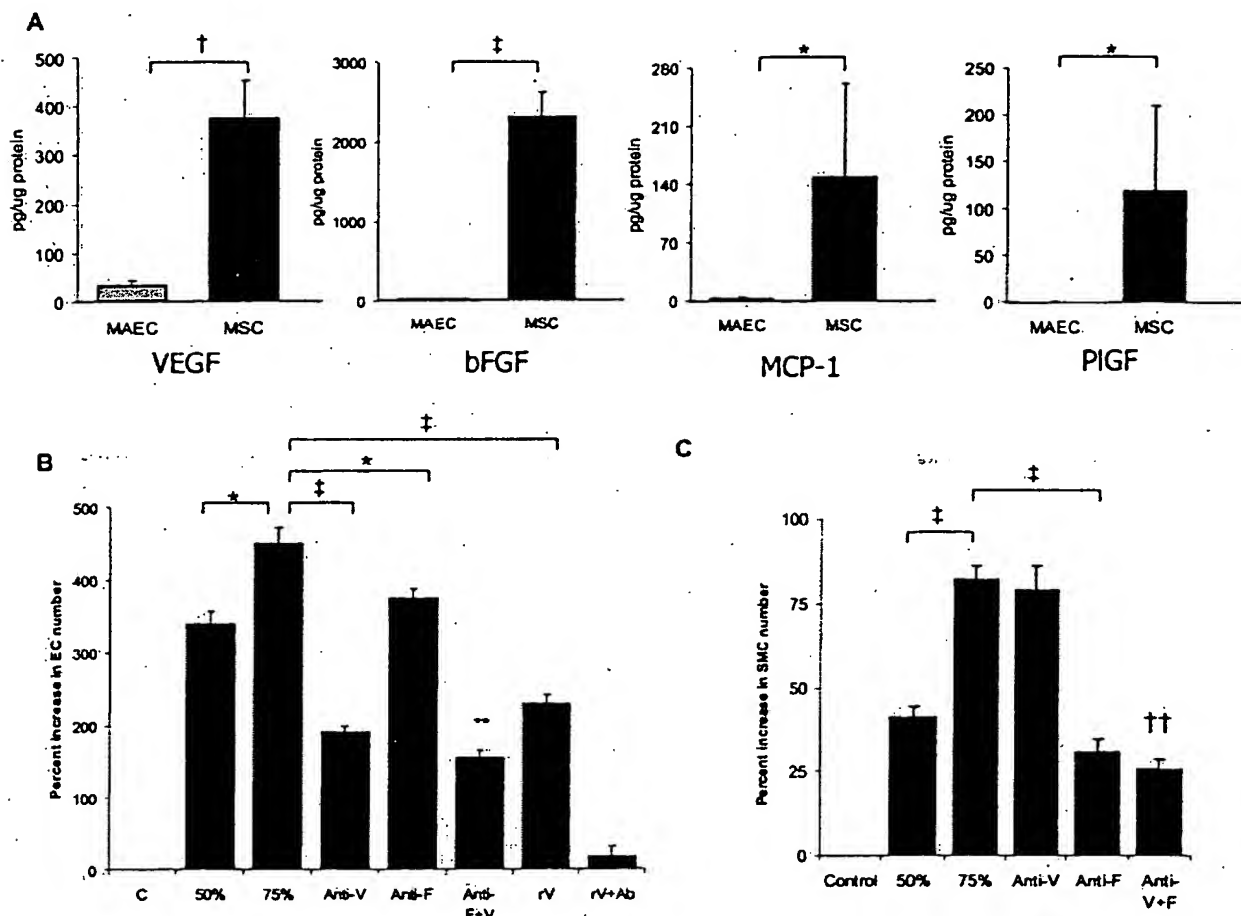 A
†
500
400
300
200
100
0
pg/ug protein
MAEC
MSC
VEGF
‡
3000
2000
1000
0
pg/ug protein
MAEC
MSC
bFGF
*
280
210
140
70
0
pg/ug protein
MAEC
MSC
MCP-1
*
250
200
150
100
50
0
pg/ug protein
MAEC
MSC
PlGF
B
‡
*
‡
*
500
400
300
200
100
0
Percent increase in EC number
**
C
50%
75%
Anti-V
Anti-F
Anti-
F+V
rV
rV+Ab
C
‡
‡
††
100
75
50
25
0
Percent increase in SMC number
Control
50%
75%
Anti-V
Anti-F
Anti-
V+F